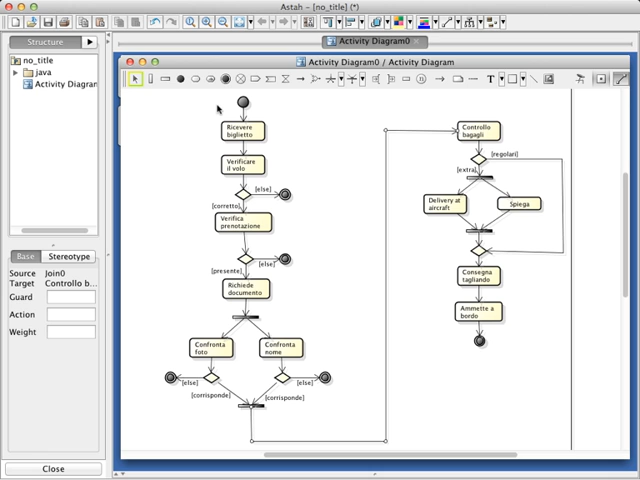 Astah - [no_title] (*)
Structure
Activity Diagram0
no_title
java
Activity Diagram
Activity Diagram0 / Activity Diagram
T
Ricevere
biglietto
Verificare
il volo
[else]
[corretto]
Verifica
prenotazione
[else]
[presente]
Richiede
documento
Confronta
foto
Confronta
nome
[else]
[else]
[corrisponde]
[corrisponde]
Controllo
bagagli
[regolari]
[extra]
Delivery at
aircraft
Spiega
Consegna
tagliando
Ammette a
bordo
Base
Stereotype
Source Join0
Target Controllo b...
Guard
Action
Weight
Close